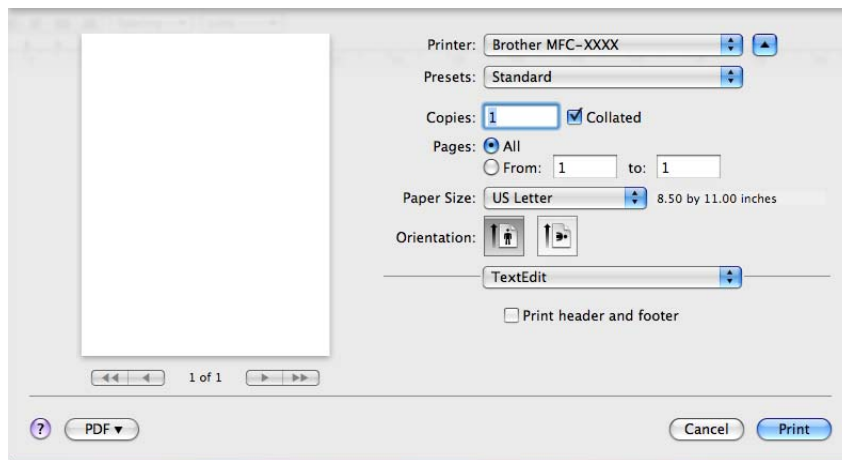 Printer: Brother MFC-XXXX
Presets: Standard
Copies: 1 Collated
Pages: All
From: 1 to: 1
Paper Size: US Letter 8.50 by 11.00 inches
Orientation:
TextEdit
Print header and footer
1 of 1
? PDF ▼ Cancel Print